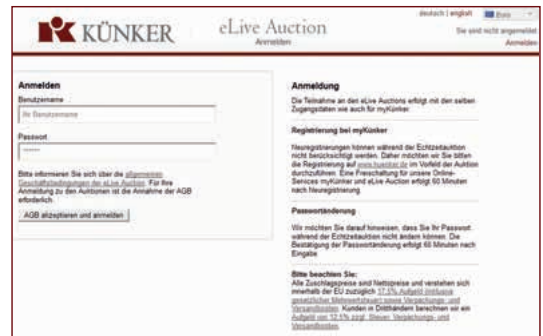 deutsch | english
Euro
KÜNKER
eLive Auction
Anmelden
Sie sind nicht angemeldet
Anmelden
Anmelden
Benutzername
Ihr Benutzername
Passwort
Bitte informieren Sie sich über die allgemeinen
Geschäftsbedingungen der eLive Auction. Für Ihre
Anmeldung zu den Auktionen ist die Annahme der AGB
erforderlich.
AGB akzeptieren und anmelden
Anmeldung
Die Teilnahme an den eLive Auctions erfolgt mit den selben
Zugangsdaten wie auch für myKünker.
Registrierung bei myKünker
Neuregistrierungen können während der Echtzeitauktion
nicht berücksichtigt werden. Daher möchten wir Sie bitten
die Registrierung auf www.kuenker.de im Vorfeld der Auktion
durchzuführen. Eine Freischaltung für unsere Online-
Services myKünker und eLive Auction erfolgt 60 Minuten
nach Neuregistrierung.
Passwortänderung
Wir möchten Sie darauf hinweisen, dass Sie Ihr Passwort
während der Echtzeitauktion nicht ändern können. Die
Bestätigung der Passwortänderung erfolgt 60 Minuten nach
Eingabe.
Bitte beachten Sie:
Alle Zuschlagspreise sind Nettopreise und verstehen sich
innerhalb der EU zuzüglich 17,5% Aufgeld (inklusive
gesetzlicher Mehrwertsteuer) sowie Verpackungs- und
Versandkosten. Kunden in Drittländern berechnen wir ein
Aufgeld von 12,5% zzgl. Steuer, Verpackungs- und
Versandkosten.